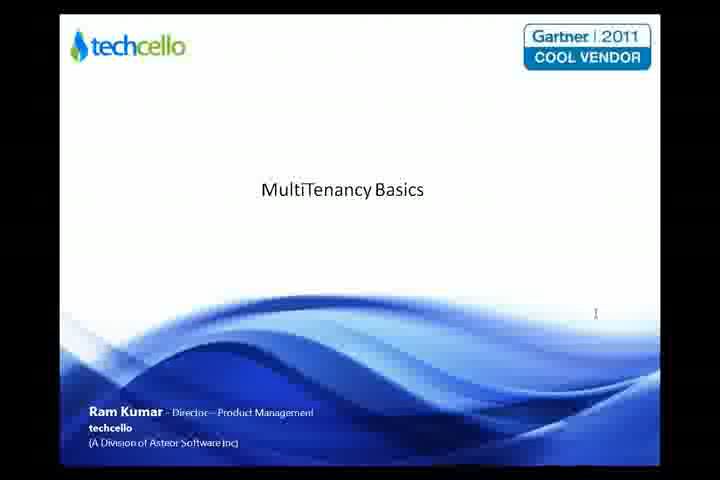 techcello
Gartner | 2011
COOL VENDOR
MultiTenancy Basics
Ram Kumar - Director - Product Management
techcello
(A Division of Asteor Software Inc)